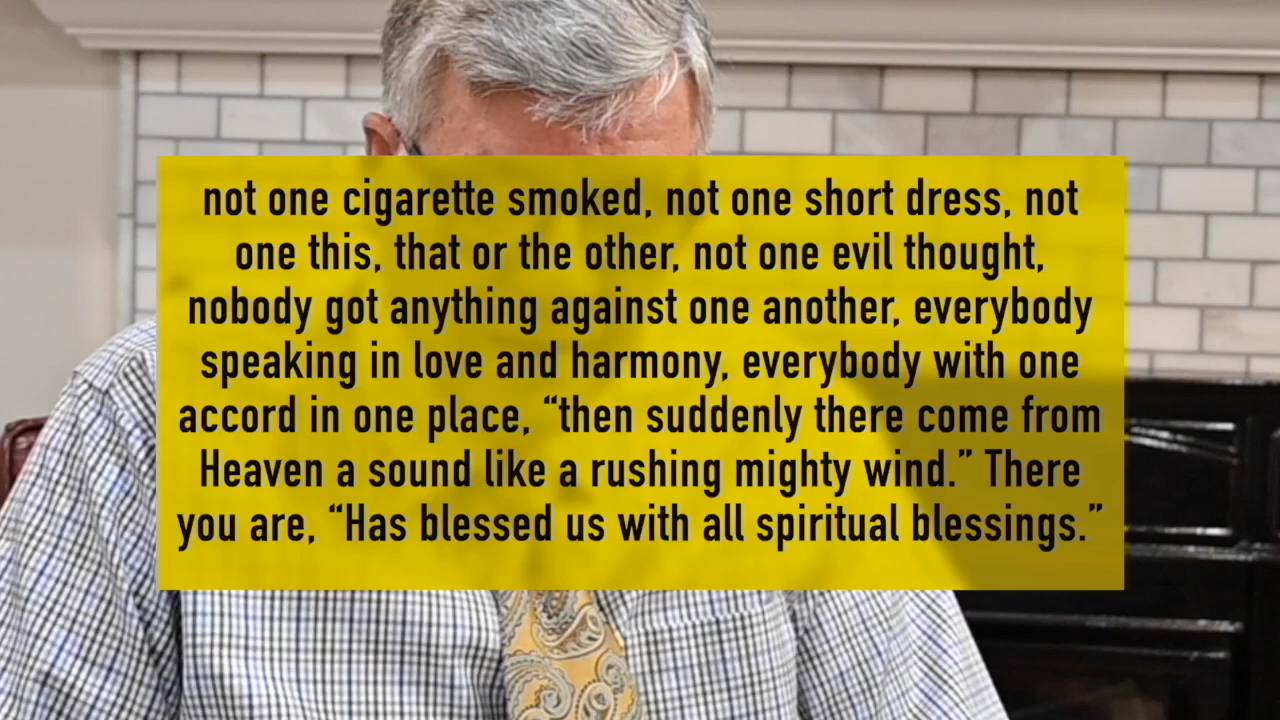 not one cigarette smoked, not one short dress, not
one this, that or the other, not one evil thought,
nobody got anything against one another, everybody
speaking in love and harmony, everybody with one
accord in one place, “then suddenly there come from
Heaven a sound like a rushing mighty wind.” There
you are, “Has blessed us with all spiritual blessings.”